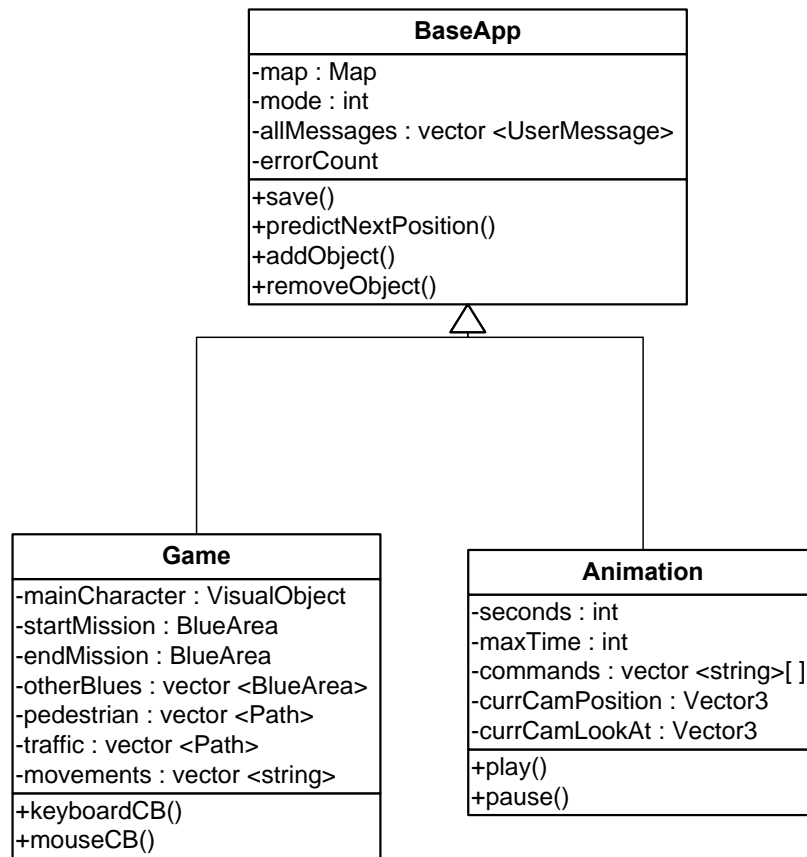 BaseApp
-map : Map
-mode : int
-allMessages : vector <UserMessage>
-errorCount
+save()
+predictNextPosition()
+addObject()
+removeObject()
Game
-mainCharacter : VisualObject
-startMission : BlueArea
-endMission : BlueArea
-otherBlues : vector <BlueArea>
-pedestrian : vector <Path>
-traffic : vector <Path>
-movements : vector <string>
+keyboardCB()
+mouseCB()
Animation
-seconds : int
-maxTime : int
-commands : vector <string>[ ]
-currCamPosition : Vector3
-currCamLookAt : Vector3
+play()
+pause()